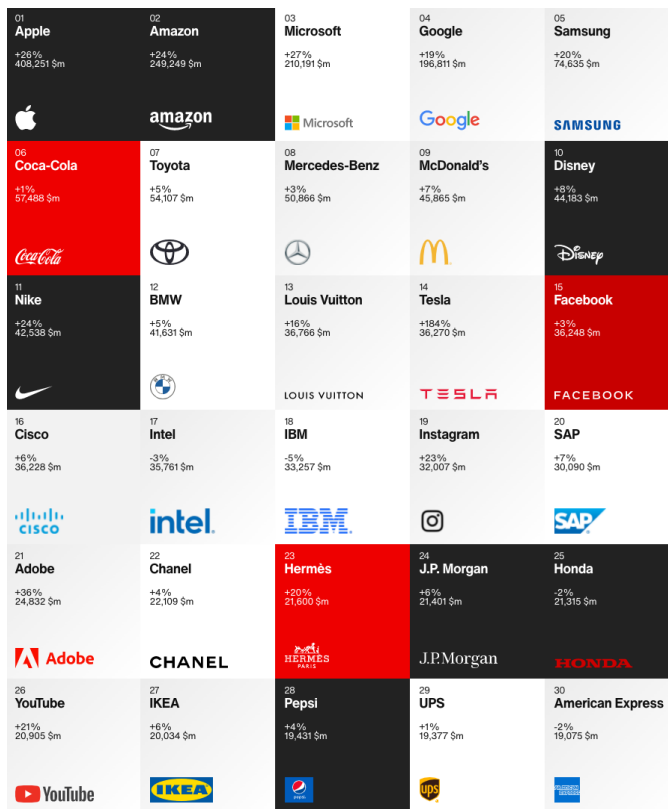 01
Apple
+26%
408,251 $m
02
Amazon
+24%
249,249 $m
amazon
03
Microsoft
+27%
210,191 $m
Microsoft
04
Google
+19%
196,811 $m
Google
05
Samsung
+20%
74,635 $m
SAMSUNG
06
Coca-Cola
+1%
57,488 $m
Coca-Cola
07
Toyota
+5%
54,107 $m
08
Mercedes-Benz
+3%
50,866 $m
09
McDonald's
+7%
45,865 $m
10
Disney
+8%
44,183 $m
Disney
11
Nike
+24%
42,538 $m
12
BMW
+5%
41,631 $m
BMW
13
Louis Vuitton
+16%
36,766 $m
LOUIS VUITTON
14
Tesla
+184%
36,270 $m
TESLA
15
Facebook
+3%
36,248 $m
FACEBOOK
16
Cisco
+6%
36,228 $m
CISCO
17
Intel
-3%
35,761 $m
intel.
18
IBM
-5%
33,257 $m
IBM
19
Instagram
+23%
32,007 $m
20
SAP
+7%
30,090 $m
SAP
21
Adobe
+36%
24,832 $m
Adobe
22
Chanel
+4%
22,109 $m
CHANEL
23
Hermès
+20%
21,600 $m
HERMÈS
PARIS
24
J.P. Morgan
+6%
21,401 $m
J.P.Morgan
25
Honda
-2%
21,315 $m
HONDA
26
YouTube
+21%
20,905 $m
YouTube
27
IKEA
+6%
20,034 $m
IKEA
28
Pepsi
+4%
19,431 $m
pepsi
29
UPS
+1%
19,377 $m
ups
30
American Express
-2%
19,075 $m
AMERICAN
EXPRESS